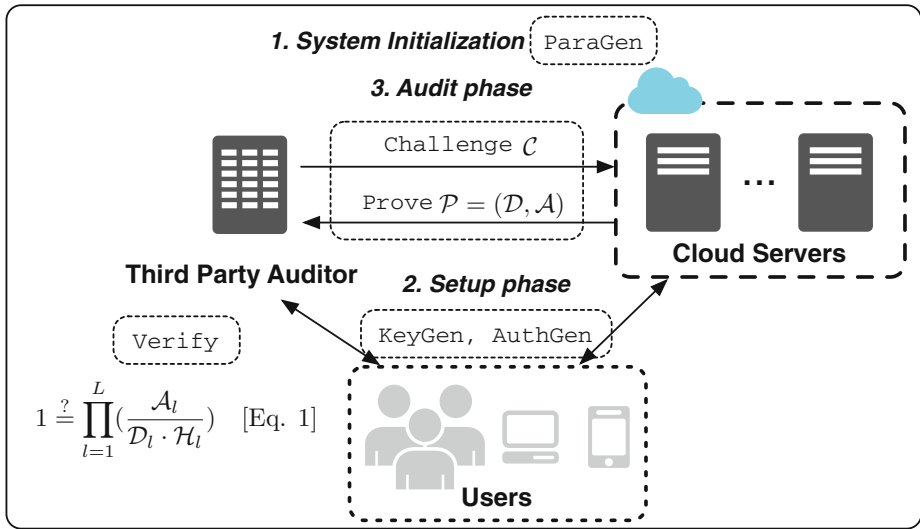 1. System Initialization ParaGen
3. Audit phase
Challenge 𝒞
Prove 𝒫 = (𝒟, 𝒜)
...
Cloud Servers
Third Party Auditor
2. Setup phase
KeyGen, AuthGen
Verify
1 ≟ ∏_{l=1}^{L} (𝒜_l / 𝒟_l · ℋ_l) [Eq. 1]
Users